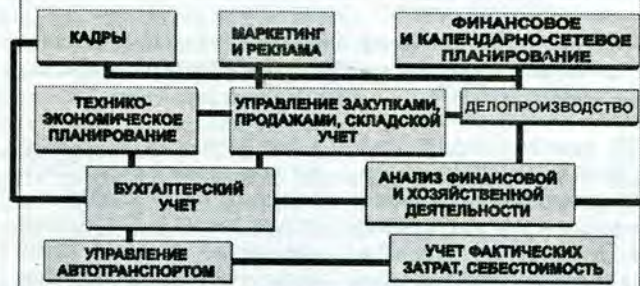 КАДРЫ
МАРКЕТИНГ
И РЕКЛАМА
ФИНАНСОВОЕ
И КАЛЕНДАРНО-СЕТЕВОЕ
ПЛАНИРОВАНИЕ
ТЕХНИКО-
ЭКОНОМИЧЕСКОЕ
ПЛАНИРОВАНИЕ
УПРАВЛЕНИЕ ЗАКУПКАМИ,
ПРОДАЖАМИ, СКЛАДСКОЙ
УЧЕТ
ДЕЛОПРОИЗВОДСТВО
БУХГАЛТЕРСКИЙ
УЧЕТ
АНАЛИЗ ФИНАНСОВОЙ
И ХОЗЯЙСТВЕННОЙ
ДЕЯТЕЛЬНОСТИ
УПРАВЛЕНИЕ
АВТОТРАНСПОРТОМ
УЧЕТ ФАКТИЧЕСКИХ
ЗАТРАТ, СЕБЕСТОИМОСТЬ